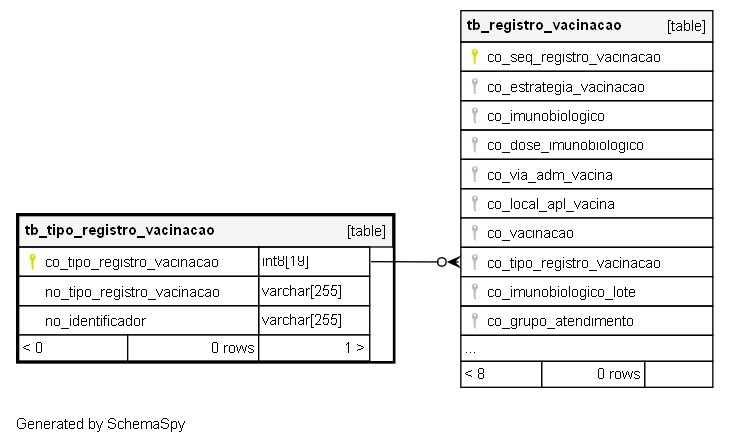 tb_registro_vacinacao [table]
co_seq_registro_vacinacao
co_estrategia_vacinacao
co_imunobiologico
co_dose_imunobiologico
co_via_adm_vacina
co_local_apl_vacina
co_vacinacao
co_tipo_registro_vacinacao
co_imunobiologico_lote
co_grupo_atendimento
...
< 8 0 rows
tb_tipo_registro_vacinacao [table]
co_tipo_registro_vacinacao int8[19]
no_tipo_registro_vacinacao varchar[255]
no_identificador varchar[255]
< 0 0 rows 1 >
Generated by SchemaSpy